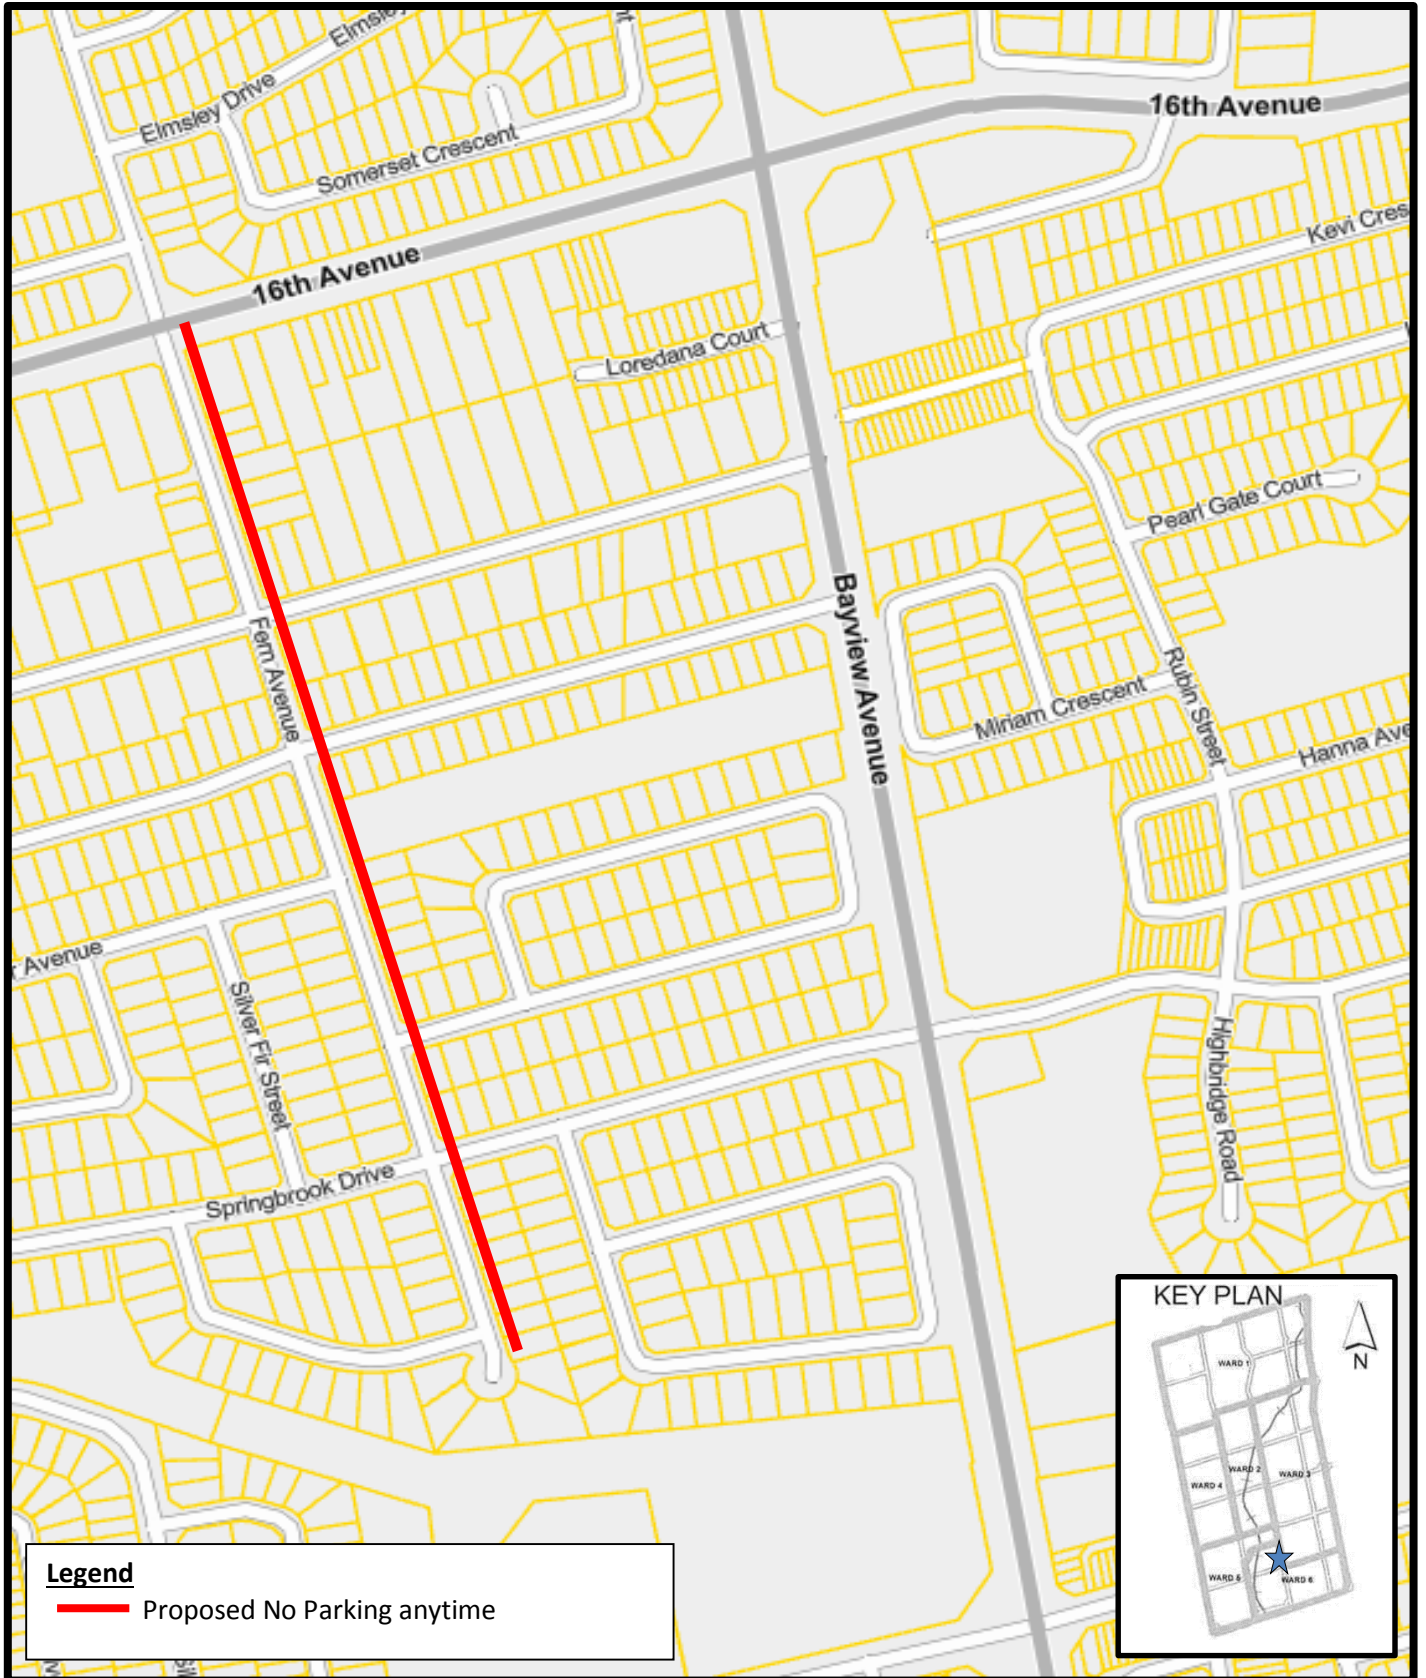 Elmsley Drive
Somerset Crescent
16th Avenue
16th Avenue
Kevi Cres
Loredana Court
Pearl Gate Court
Fern Avenue
Bayview Avenue
Rubin Street
Miriam Crescent
Hanna Ave
r Avenue
Silver Fir Street
Highbridge Road
Springbrook Drive
KEY PLAN
N
WARD 1
WARD 2
WARD 3
WARD 4
WARD 5
WARD 6
Legend
Proposed No Parking anytime